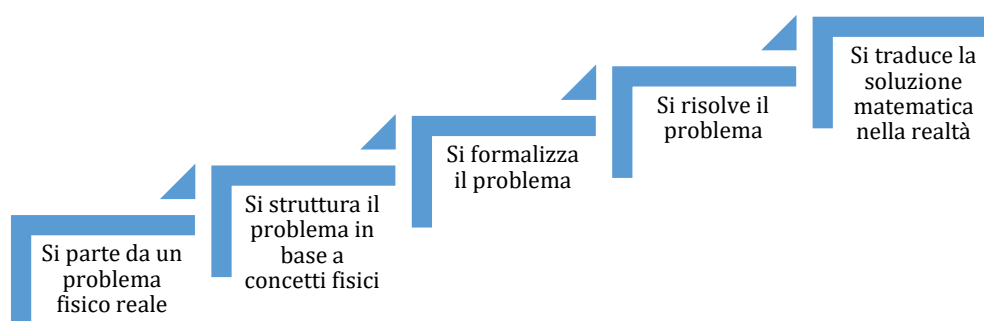 Si parte da un
problema
fisico reale
Si struttura il
problema in
base a
concetti fisici
Si formalizza
il problema
Si risolve il
problema
Si traduce la
soluzione
matematica
nella realtà